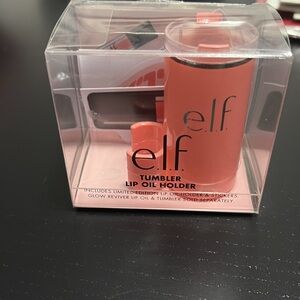 e.l.f.
e.l.f.
TUMBLER
LIP OIL HOLDER
INCLUDES LIMITED EDITION LIP OIL HOLDER & STICKERS.
GLOW REVIVER LIP OIL & TUMBLER SOLD SEPARATELY.